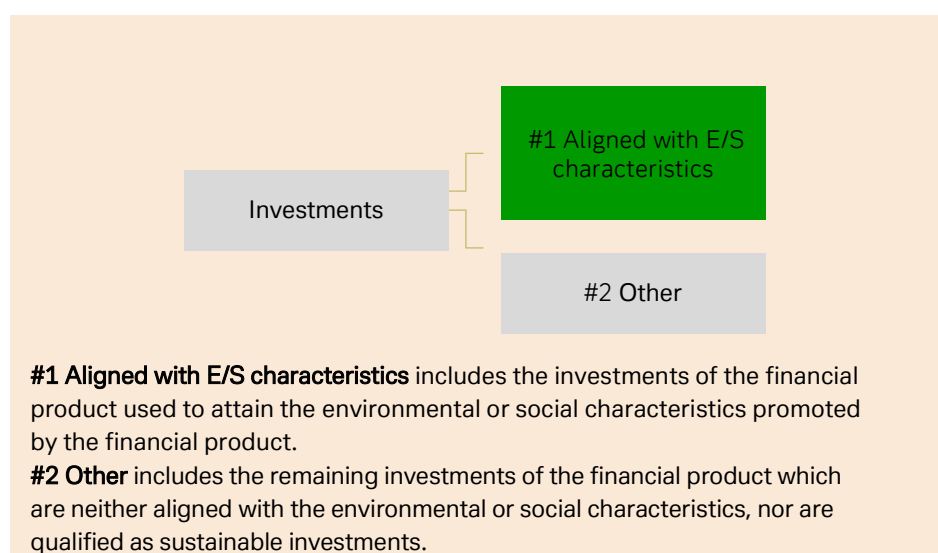 #1 Aligned with E/S
characteristics
Investments
#2 Other
#1 Aligned with E/S characteristics includes the investments of the financial
product used to attain the environmental or social characteristics promoted
by the financial product.
#2 Other includes the remaining investments of the financial product which
are neither aligned with the environmental or social characteristics, nor are
qualified as sustainable investments.